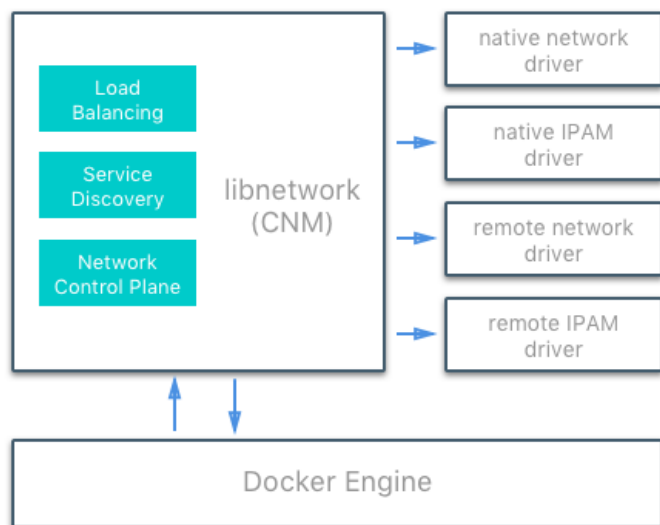 Load
Balancing
Service
Discovery
Network
Control Plane
libnetwork
(CNM)
native network
driver
native IPAM
driver
remote network
driver
remote IPAM
driver
Docker Engine